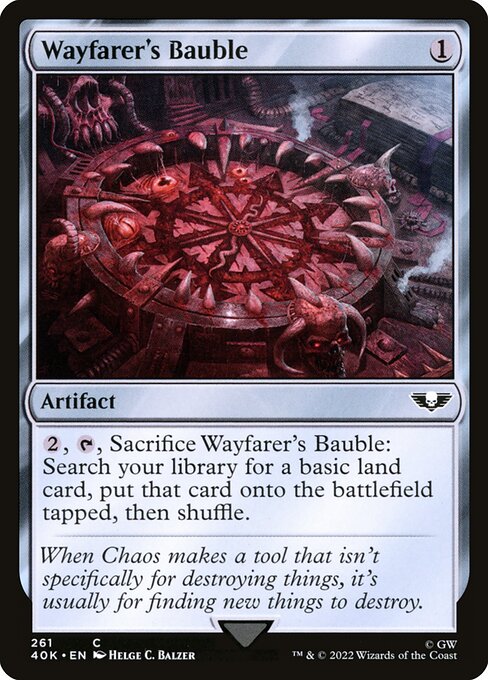 Wayfarer's Bauble 1
Artifact
2, T, Sacrifice Wayfarer's Bauble:
Search your library for a basic land
card, put that card onto the battlefield
tapped, then shuffle.
When Chaos makes a tool that isn't
specifically for destroying things, it's
usually for finding new things to destroy.
261 C © GW
40K • EN Helge C. Balzer ™ & © 2022 Wizards of the Coast